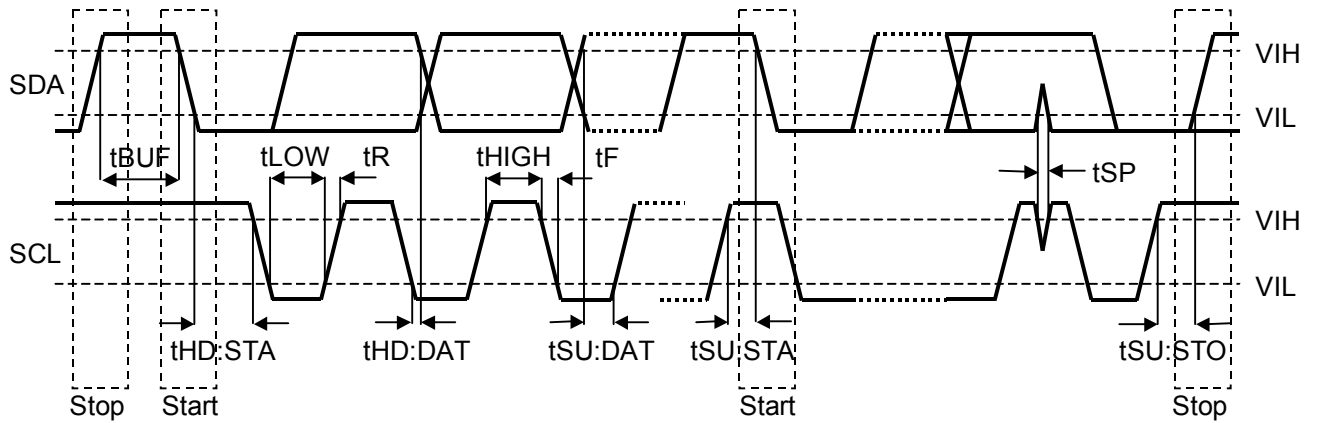 SDA
VIH
VIL
tBUF
tLOW
tR
tHIGH
tF
tSP
SCL
VIH
VIL
tHD:STA
tHD:DAT
tSU:DAT
tSU:STA
tSU:STO
Stop
Start
Start
Stop